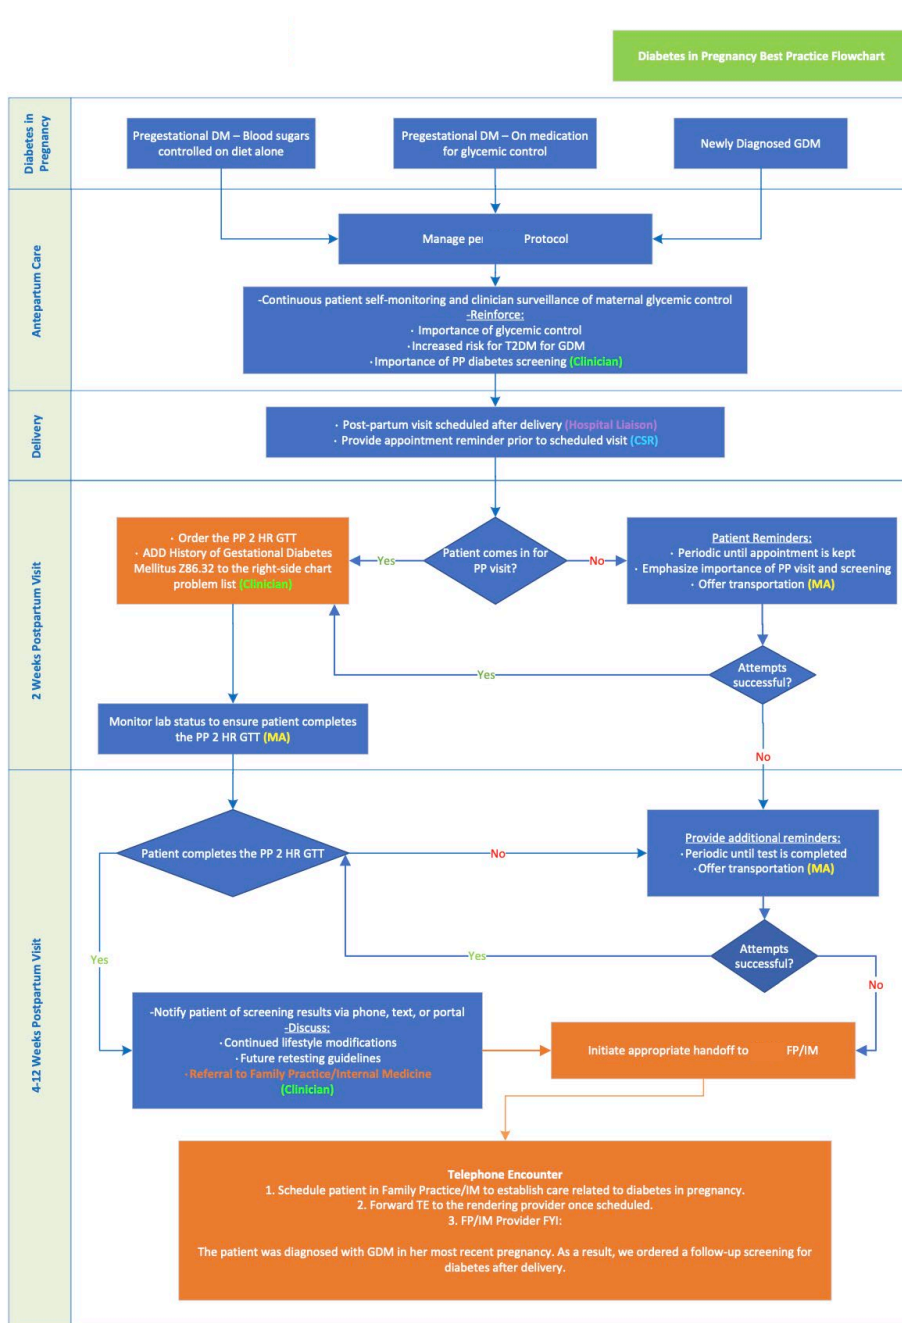 Diabetes in Pregnancy Best Practice Flowchart
Diabetes in
Pregnancy
Pregestational DM – Blood sugars
controlled on diet alone
Pregestational DM – On medication
for glycemic control
Newly Diagnosed GDM
Antepartum Care
Manage per Protocol
-Continuous patient self-monitoring and clinician surveillance of maternal glycemic control
-Reinforce:
· Importance of glycemic control
· Increased risk for T2DM for GDM
· Importance of PP diabetes screening (Clinician)
Delivery
· Post-partum visit scheduled after delivery (Hospital Liaison)
· Provide appointment reminder prior to scheduled visit (CSR)
2 Weeks Postpartum Visit
· Order the PP 2 HR GTT
· ADD History of Gestational Diabetes
Mellitus Z86.32 to the right-side chart
problem list (Clinician)
Yes
Patient comes in for
PP visit?
No
Patient Reminders:
· Periodic until appointment is kept
· Emphasize importance of PP visit and screening
· Offer transportation (MA)
Yes
Attempts
successful?
Monitor lab status to ensure patient completes
the PP 2 HR GTT (MA)
No
4-12 Weeks Postpartum Visit
Patient completes the PP 2 HR GTT
No
Provide additional reminders:
· Periodic until test is completed
· Offer transportation (MA)
Yes
Yes
Attempts
successful?
No
-Notify patient of screening results via phone, text, or portal
-Discuss:
· Continued lifestyle modifications
· Future retesting guidelines
· Referral to Family Practice/Internal Medicine
(Clinician)
Initiate appropriate handoff to FP/IM
Telephone Encounter
1. Schedule patient in Family Practice/IM to establish care related to diabetes in pregnancy.
2. Forward TE to the rendering provider once scheduled.
3. FP/IM Provider FYI:
The patient was diagnosed with GDM in her most recent pregnancy. As a result, we ordered a follow-up screening for
diabetes after delivery.